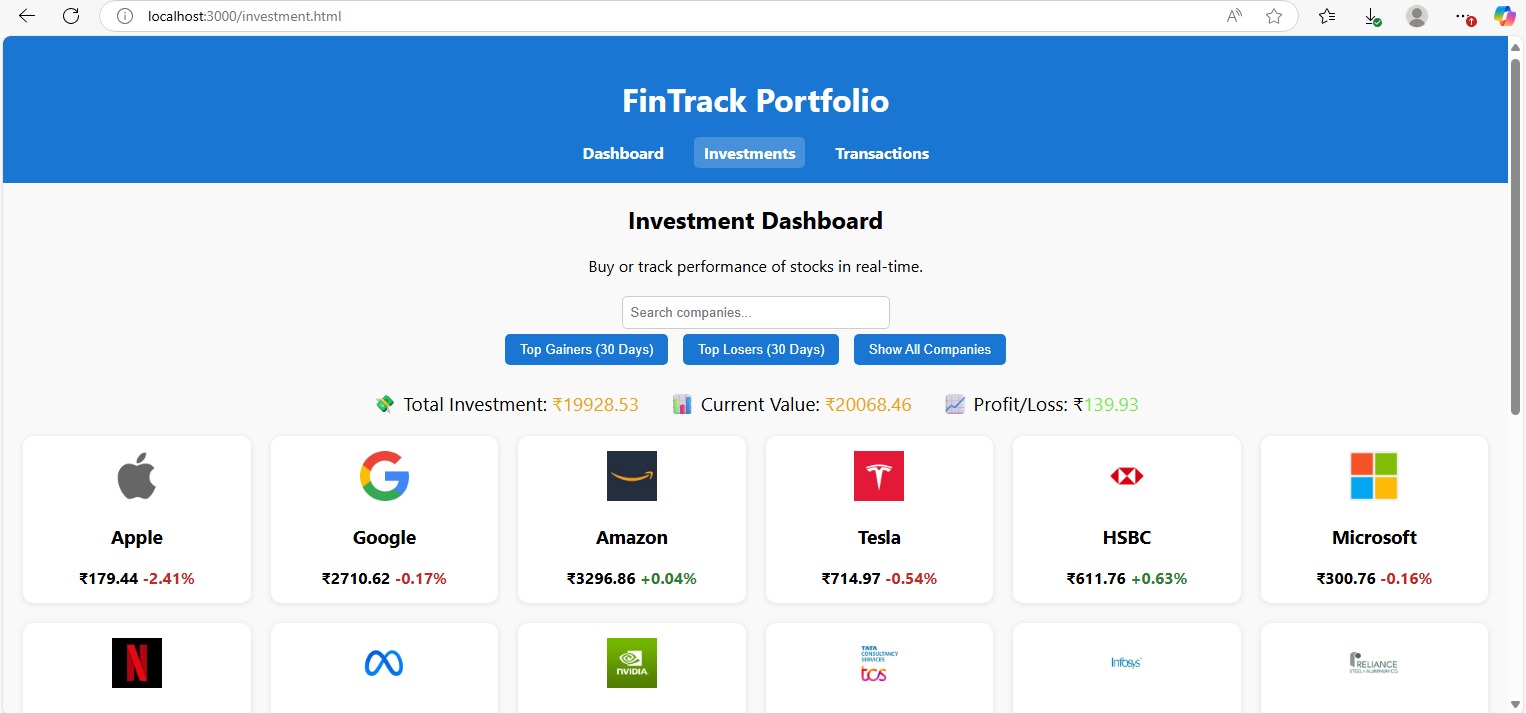 localhost:3000/investment.html
FinTrack Portfolio
Dashboard Investments Transactions
Investment Dashboard
Buy or track performance of stocks in real-time.
Search companies...
Top Gainers (30 Days) Top Losers (30 Days) Show All Companies
Total Investment: ₹19928.53 Current Value: ₹20068.46 Profit/Loss: ₹139.93
Apple Google Amazon Tesla HSBC Microsoft
₹179.44 -2.41% ₹2710.62 -0.17% ₹3296.86 +0.04% ₹714.97 -0.54% ₹611.76 +0.63% ₹300.76 -0.16%
NVIDIA
TATA
CONSULTANCY
SERVICES
tcs
Infosys
RELIANCE
STEEL & ALUMINUM CO.